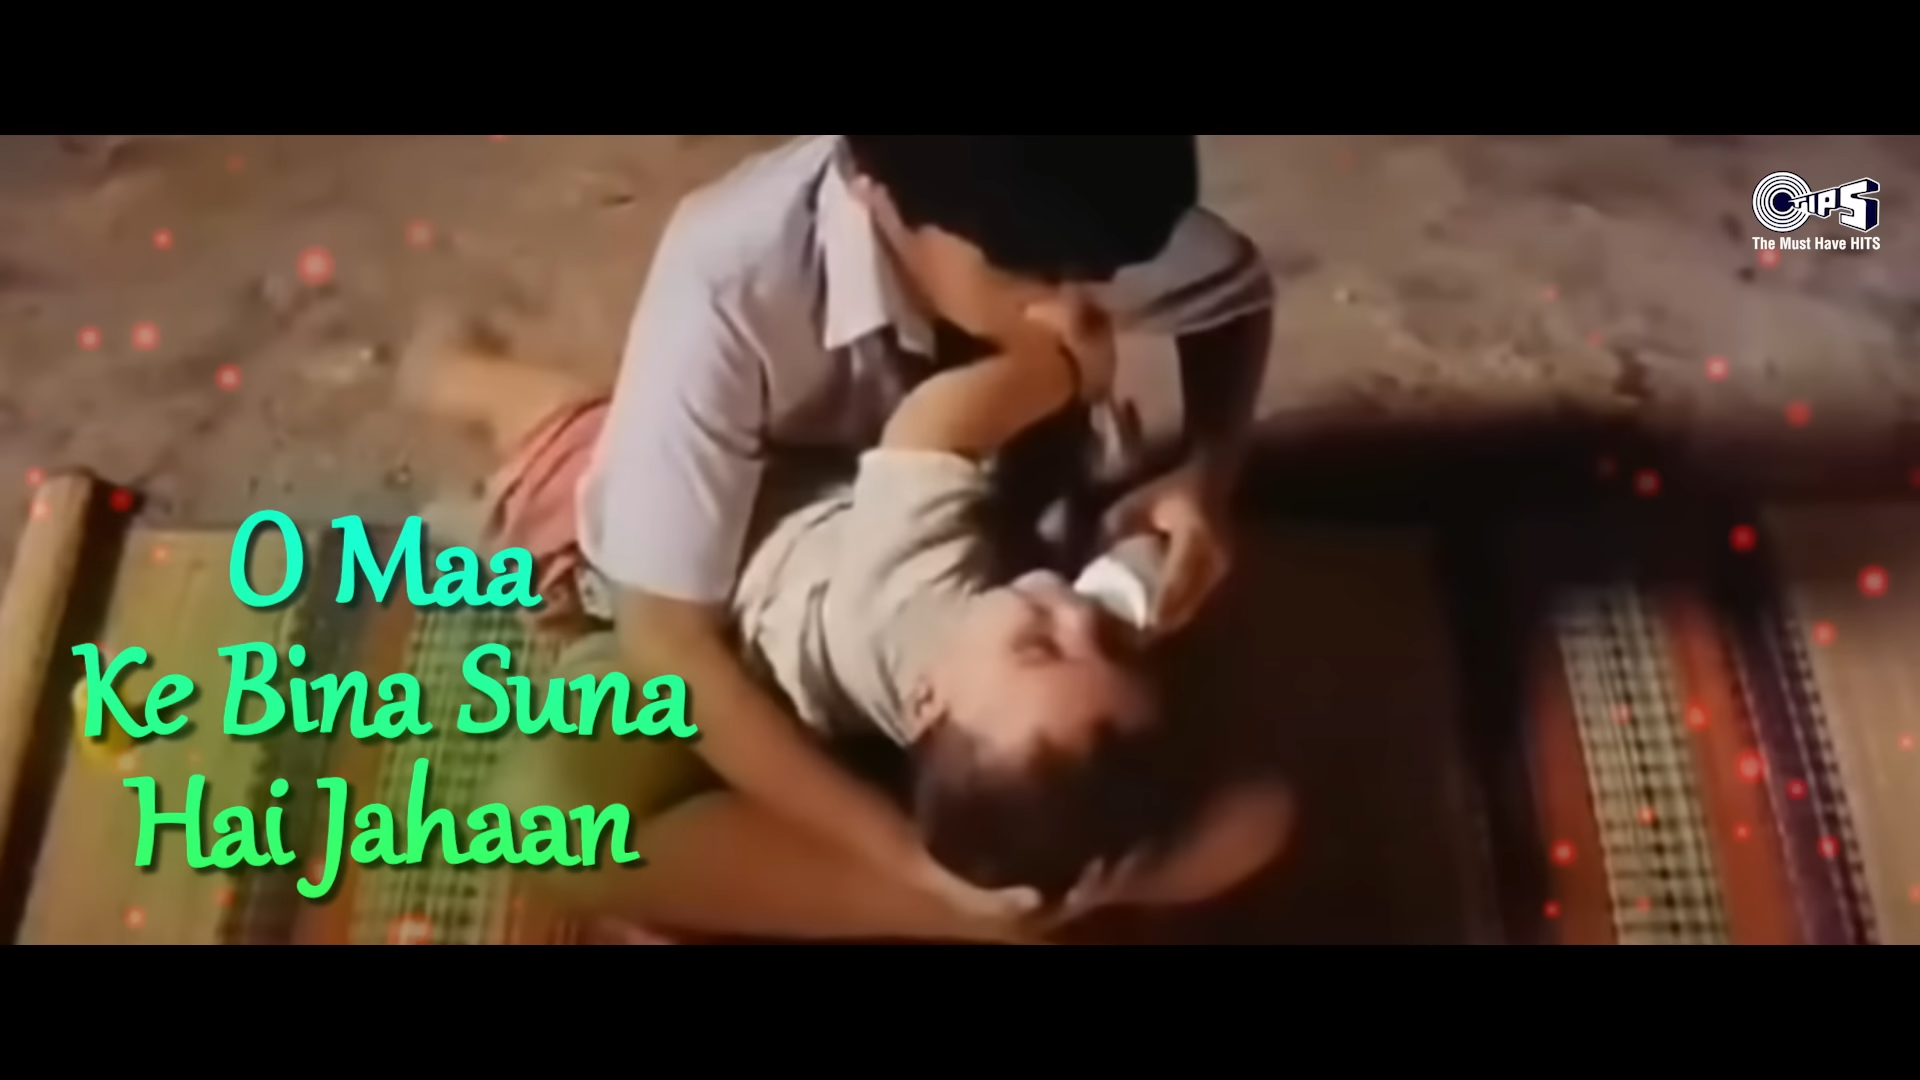 TIPS
The Must Have HITS
O Maa
Ke Bina Suna
Hai Jahaan